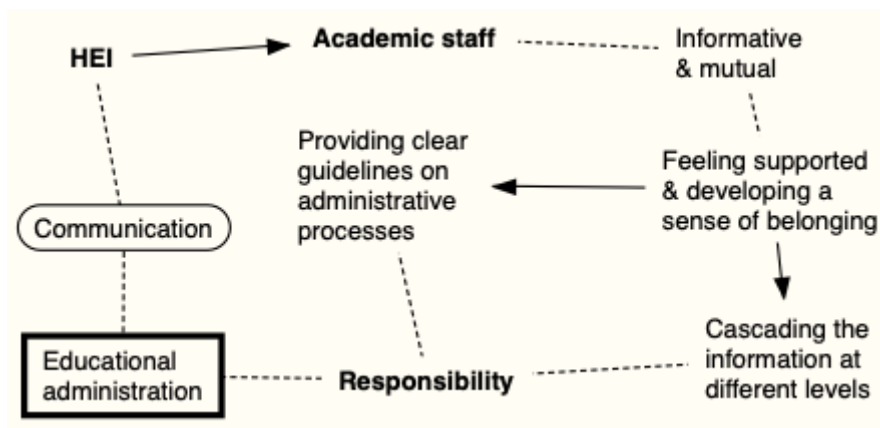 HEI
Academic staff
Informative
& mutual
Providing clear
guidelines on
administrative
processes
Feeling supported
& developing a
sense of belonging
Communication
Educational
administration
Responsibility
Cascading the
information at
different levels